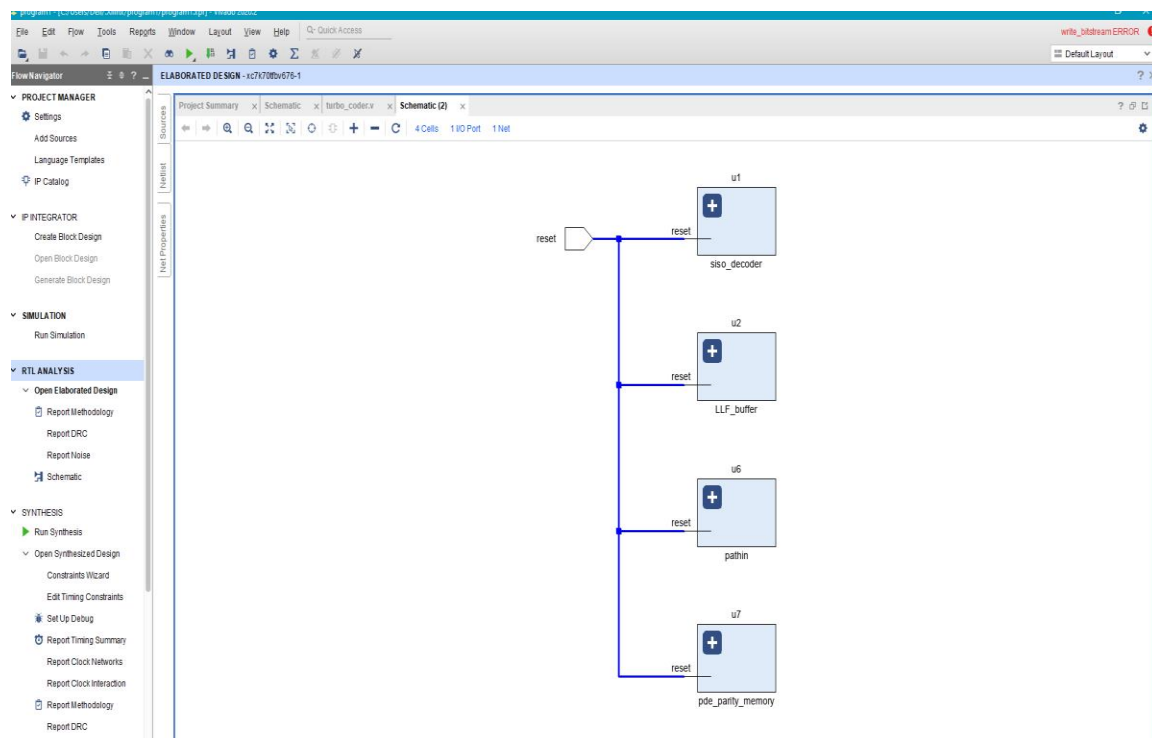 File Edit Flow Tools Reports Window Layout View Help Quick Access
write_bitstream ERROR
Default Layout
Flow Navigator
ELABORATED DESIGN - xc7k70tfbv676-1
PROJECT MANAGER
Settings
Add Sources
Language Templates
IP Catalog
IP INTEGRATOR
Create Block Design
Open Block Design
Generate Block Design
SIMULATION
Run Simulation
RTL ANALYSIS
Open Elaborated Design
Report Methodology
Report DRC
Report Noise
Schematic
SYNTHESIS
Run Synthesis
Open Synthesized Design
Constraints Wizard
Edit Timing Constraints
Set Up Debug
Report Timing Summary
Report Clock Networks
Report Clock Interaction
Report Methodology
Report DRC
Sources
Netlist
Net Properties
Project Summary Schematic turbo_coder.v Schematic (2)
4 Cells 1 I/O Port 1 Net
u1
reset
reset
siso_decoder
u2
reset
LLF_buffer
u6
reset
pathin
u7
reset
pde_parity_memory